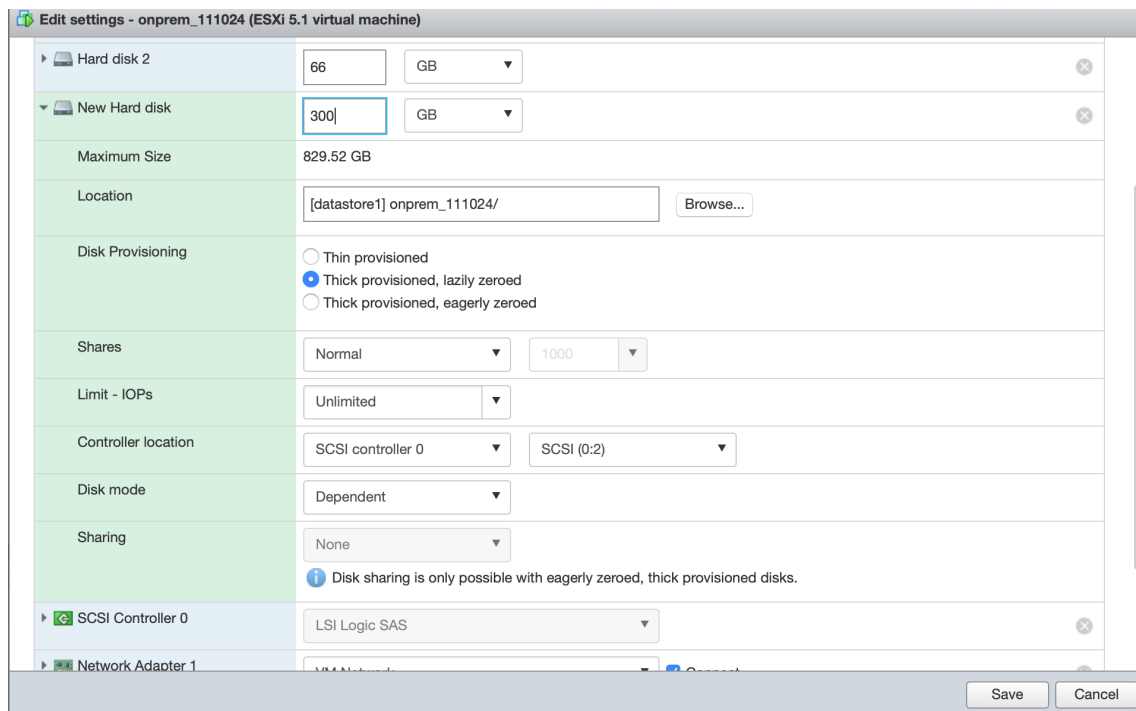 Edit settings - onprem_111024 (ESXi 5.1 virtual machine)
Hard disk 2 66 GB
New Hard disk 300 GB
Maximum Size 829.52 GB
Location [datastore1] onprem_111024/ Browse...
Disk Provisioning
Thin provisioned
Thick provisioned, lazily zeroed
Thick provisioned, eagerly zeroed
Shares Normal 1000
Limit - IOPs Unlimited
Controller location SCSI controller 0 SCSI (0:2)
Disk mode Dependent
Sharing None
Disk sharing is only possible with eagerly zeroed, thick provisioned disks.
SCSI Controller 0 LSI Logic SAS
Network Adapter 1 VM Network Connect
Save Cancel